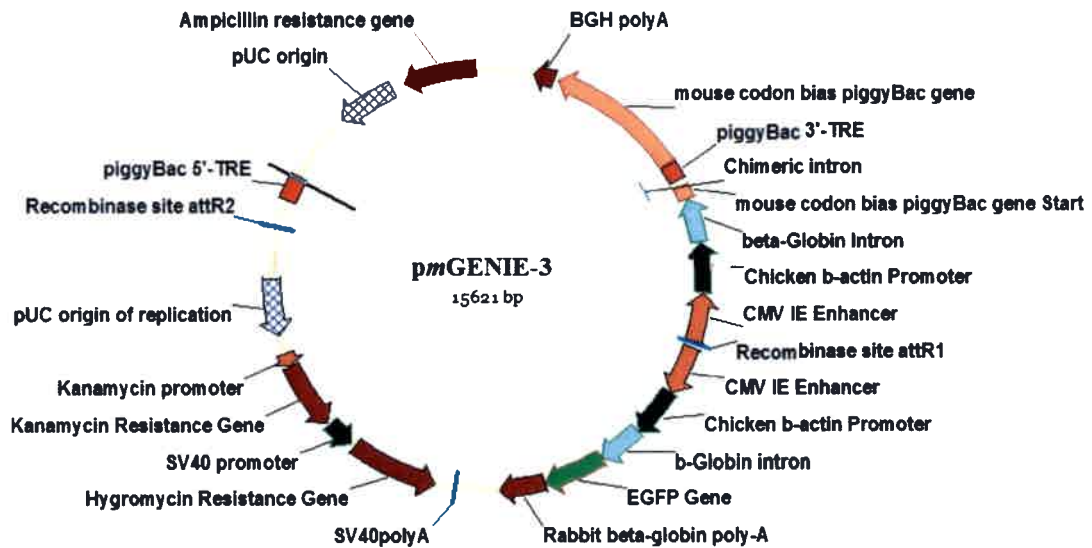 Ampicillin resistance gene
pUC origin
BGH polyA
mouse codon bias piggyBac gene
piggyBac 3'-TRE
Chimeric intron
mouse codon bias piggyBac gene Start
beta-Globin Intron
Chicken b-actin Promoter
CMV IE Enhancer
Recombinase site attR1
CMV IE Enhancer
Chicken b-actin Promoter
b-Globin intron
EGFP Gene
Rabbit beta-globin poly-A
SV40polyA
Hygromycin Resistance Gene
SV40 promoter
Kanamycin Resistance Gene
Kanamycin promoter
pUC origin of replication
Recombinase site attR2
piggyBac 5'-TRE
pmGENIE-3
15621 bp